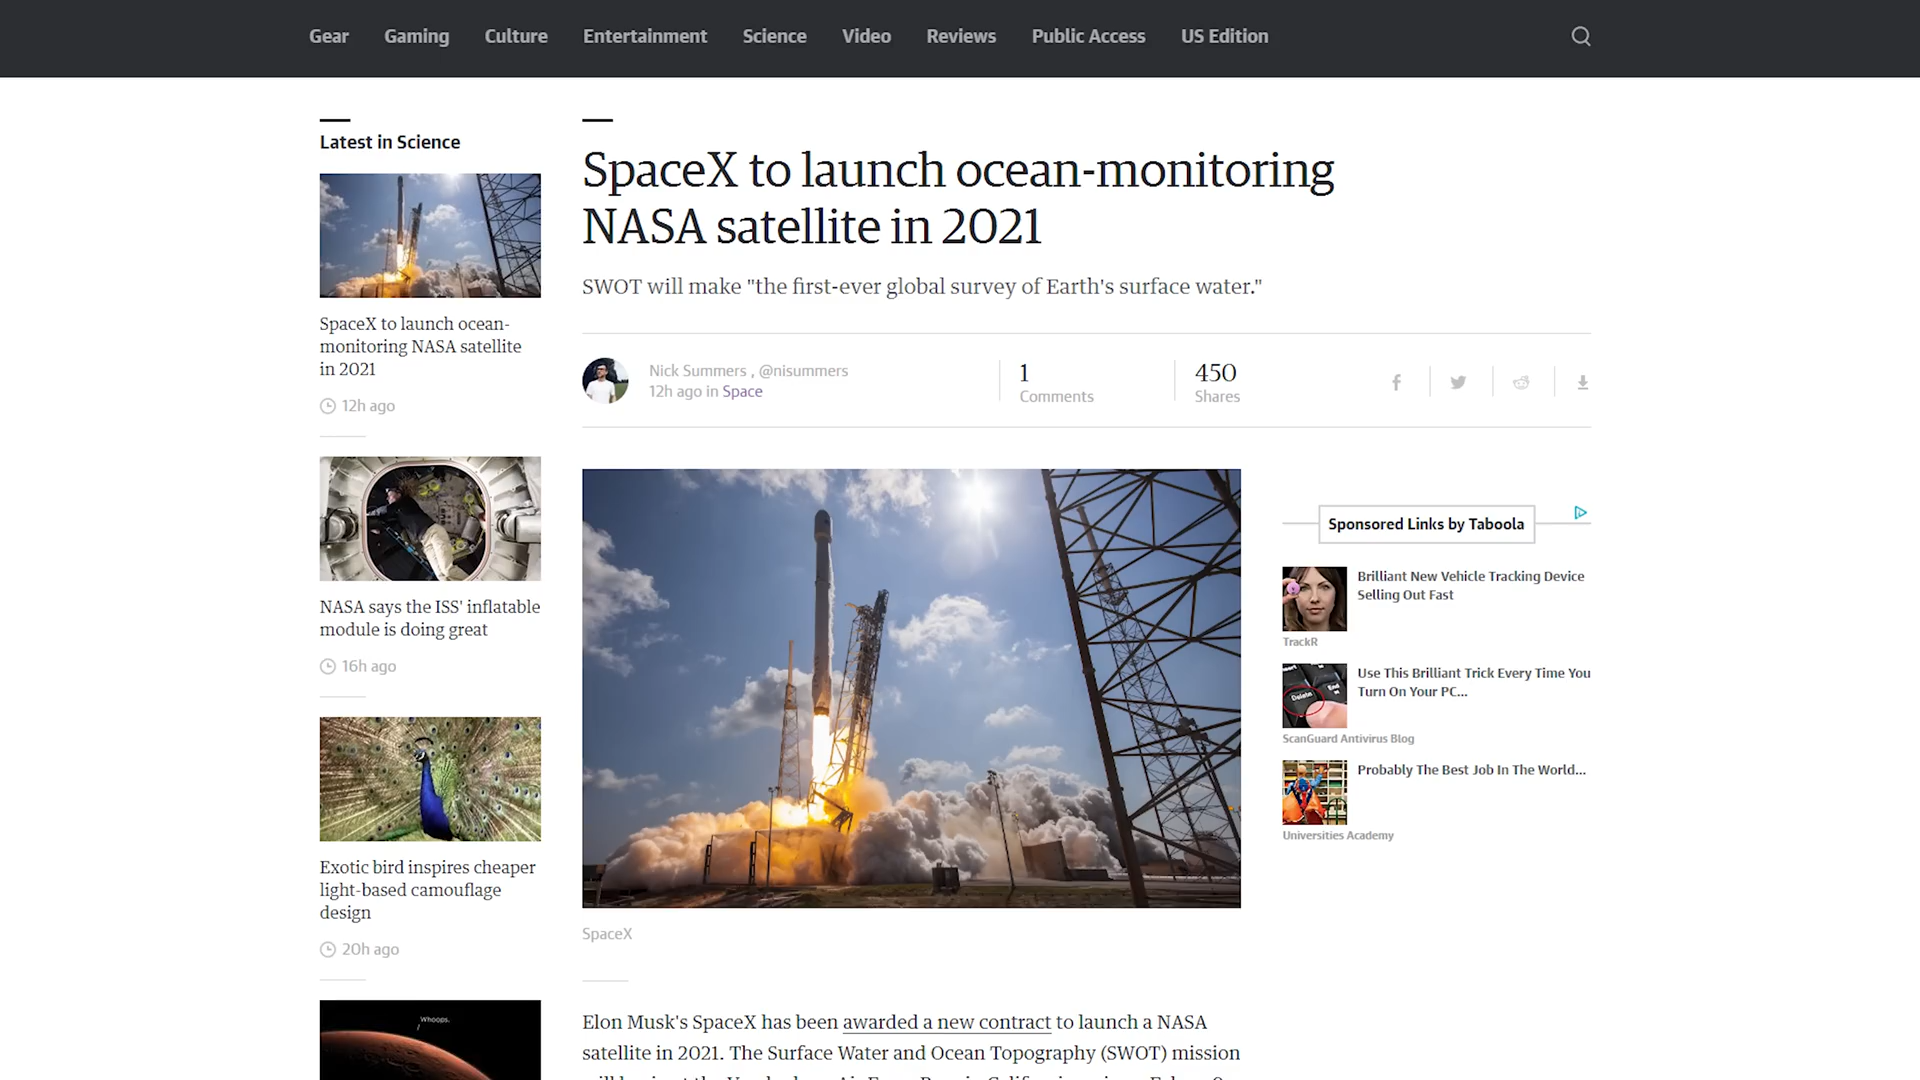 Gear Gaming Culture Entertainment Science Video Reviews Public Access US Edition
Latest in Science
SpaceX to launch ocean-
monitoring NASA satellite
in 2021
12h ago
NASA says the ISS' inflatable
module is doing great
16h ago
Exotic bird inspires cheaper
light-based camouflage
design
20h ago
Whoops.
SpaceX to launch ocean-monitoring
NASA satellite in 2021
SWOT will make "the first-ever global survey of Earth's surface water."
Nick Summers , @nisummers
12h ago in Space
1
Comments
450
Shares
SpaceX
Elon Musk's SpaceX has been awarded a new contract to launch a NASA
satellite in 2021. The Surface Water and Ocean Topography (SWOT) mission
Sponsored Links by Taboola
Brilliant New Vehicle Tracking Device
Selling Out Fast
TrackR
Delete
End
Use This Brilliant Trick Every Time You
Turn On Your PC...
ScanGuard Antivirus Blog
Probably The Best Job In The World...
Universities Academy